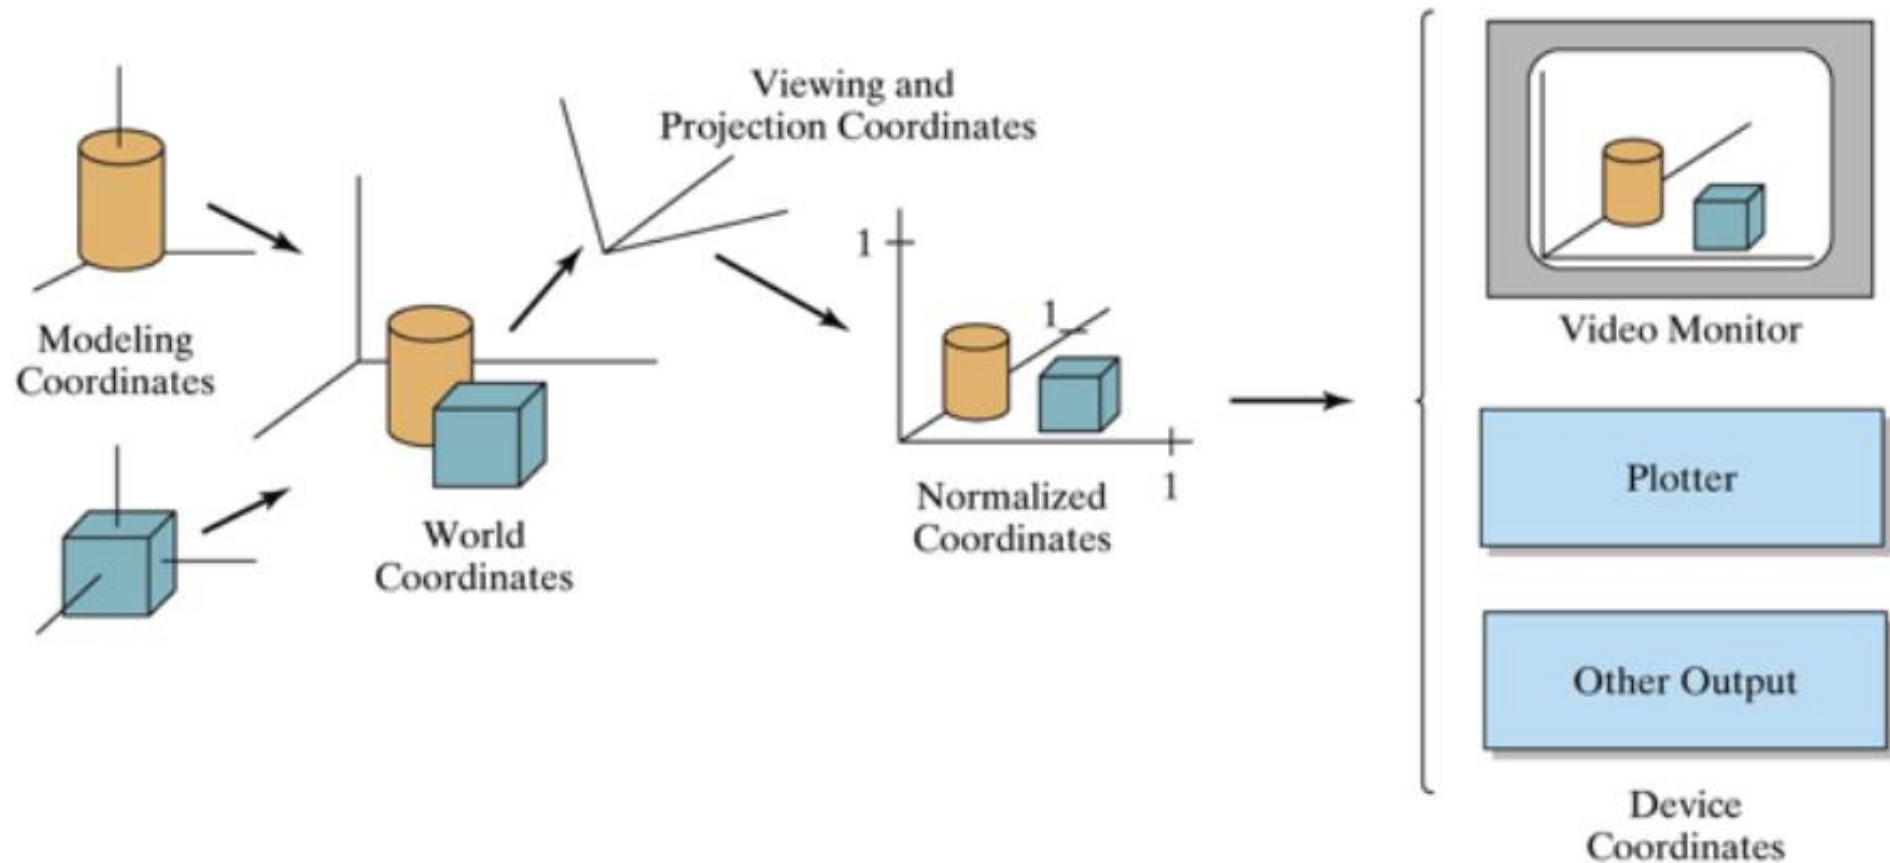 Modeling
Coordinates
World
Coordinates
Viewing and
Projection Coordinates
1
1
1
Normalized
Coordinates
Video Monitor
Plotter
Other Output
Device
Coordinates